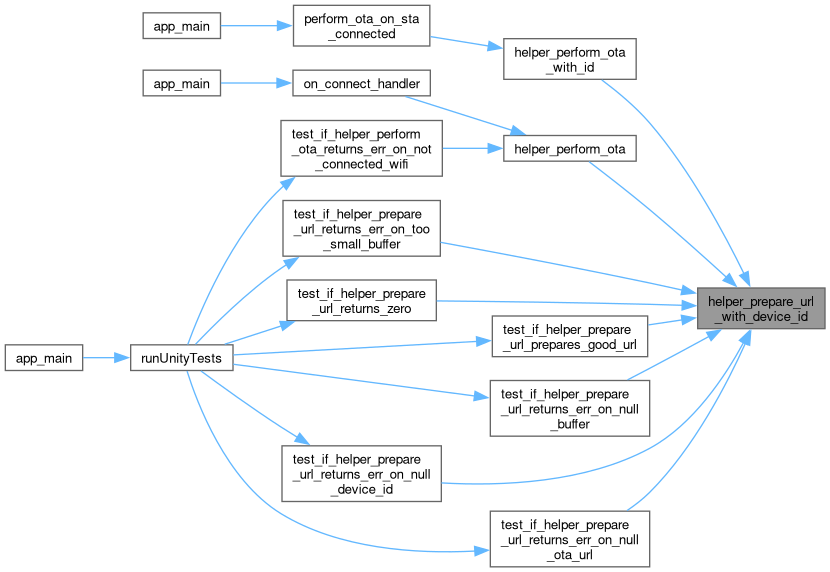 app_main
perform_ota_on_sta
_connected
helper_perform_ota
_with_id
app_main
on_connect_handler
test_if_helper_perform
_ota_returns_err_on_not
_connected_wifi
helper_perform_ota
test_if_helper_prepare
_url_returns_err_on_too
_small_buffer
test_if_helper_prepare
_url_returns_zero
helper_prepare_url
_with_device_id
test_if_helper_prepare
_url_prepares_good_url
app_main
runUnityTests
test_if_helper_prepare
_url_returns_err_on_null
_buffer
test_if_helper_prepare
_url_returns_err_on_null
_device_id
test_if_helper_prepare
_url_returns_err_on_null
_ota_url